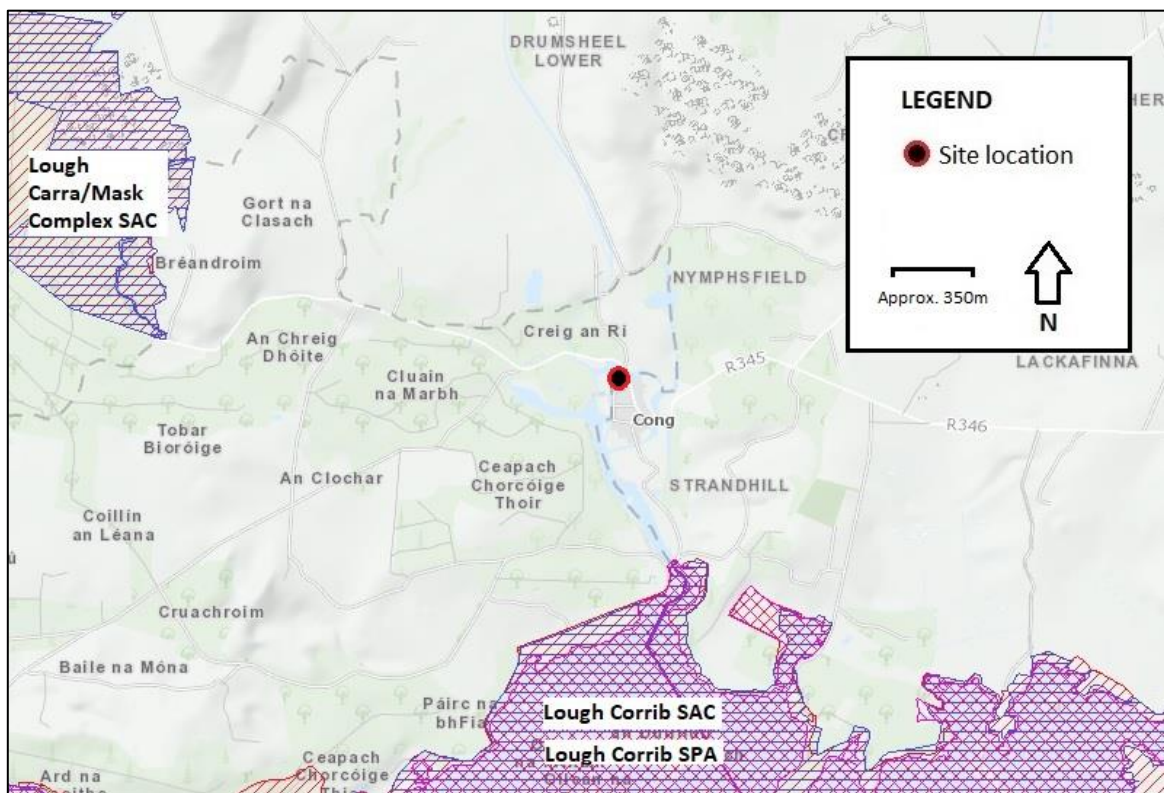 DRUMSHEEL
LOWER
LEGEND
Site location
Approx. 350m
N
Lough
Carra/Mask
Complex SAC
Gort na
Clasach
Bréandroim
NYMPHSFIELD
An Chreig
Dhóite
Creig an Ri
Cluain
na Marbh
R345
LACKAFINNA
Cong
R346
Tobar
Bioróige
An Clochar
Ceapach
Chorcóige
Thoir
STRANDHILL
Coillín
an Léana
Cruachroim
Baile na Móna
Páirc na
bhFia
Lough Corrib SAC
Lough Corrib SPA
Ceapach
Chorcóige
Ard na